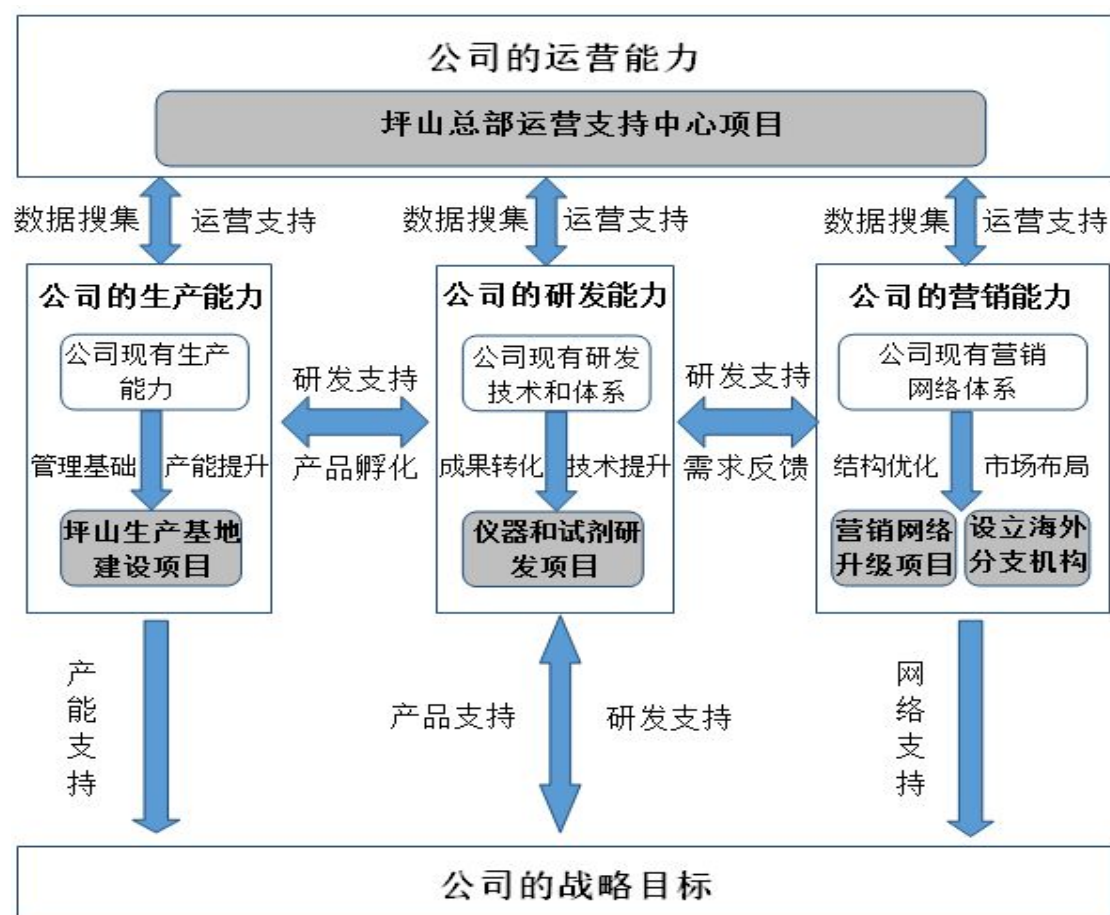 公司的运营能力
坪山总部运营支持中心项目
数据搜集 运营支持 数据搜集 运营支持 数据搜集 运营支持
公司的生产能力
公司现有生产
能力
管理基础 产能提升
坪山生产基地
建设项目
研发支持
产品孵化
公司的研发能力
公司现有研发
技术和体系
成果转化 技术提升
仪器和试剂研
发项目
研发支持
需求反馈
公司的营销能力
公司现有营销
网络体系
结构优化 市场布局
营销网络
升级项目
设立海外
分支机构
产
能
支
持
产品支持 研发支持
网
络
支
持
公司的战略目标